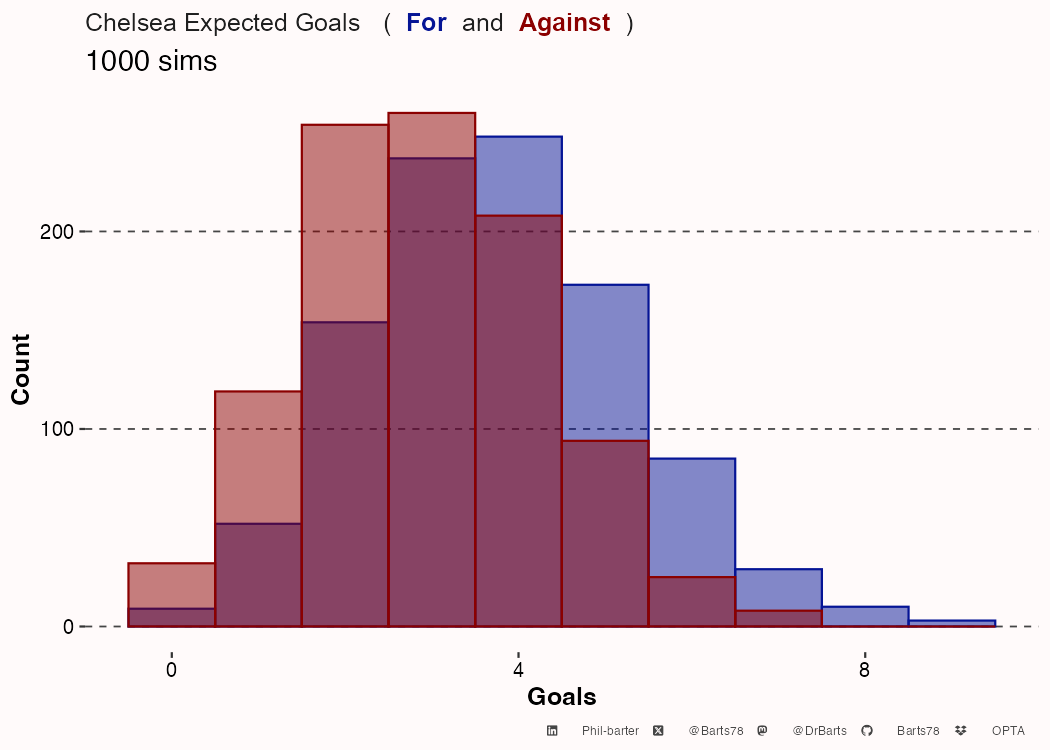 Chelsea Expected Goals ( For and Against )
1000 sims
200
100
0
Count
0 4 8
Goals
Phil-barter @Barts78 @DrBarts Barts78 OPTA